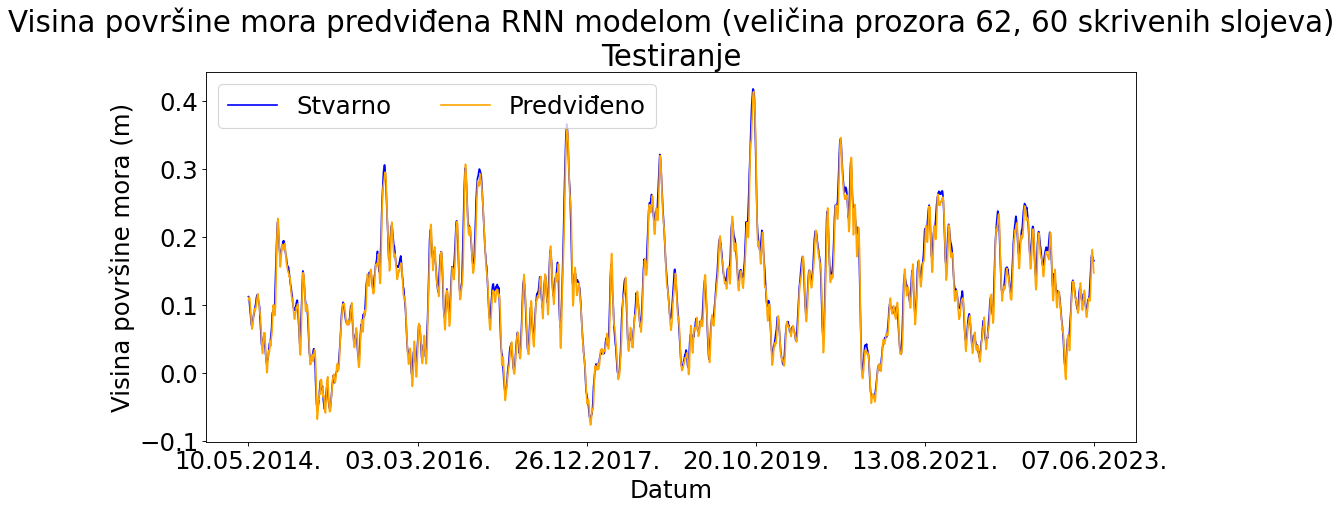 Visina površine mora predviđena RNN modelom (veličina prozora 62, 60 skrivenih slojeva)
Testiranje
Stvarno
Predviđeno
Visina površine mora (m)
0.4
0.3
0.2
0.1
0.0
−0.1
10.05.2014.
03.03.2016.
26.12.2017.
20.10.2019.
13.08.2021.
07.06.2023.
Datum